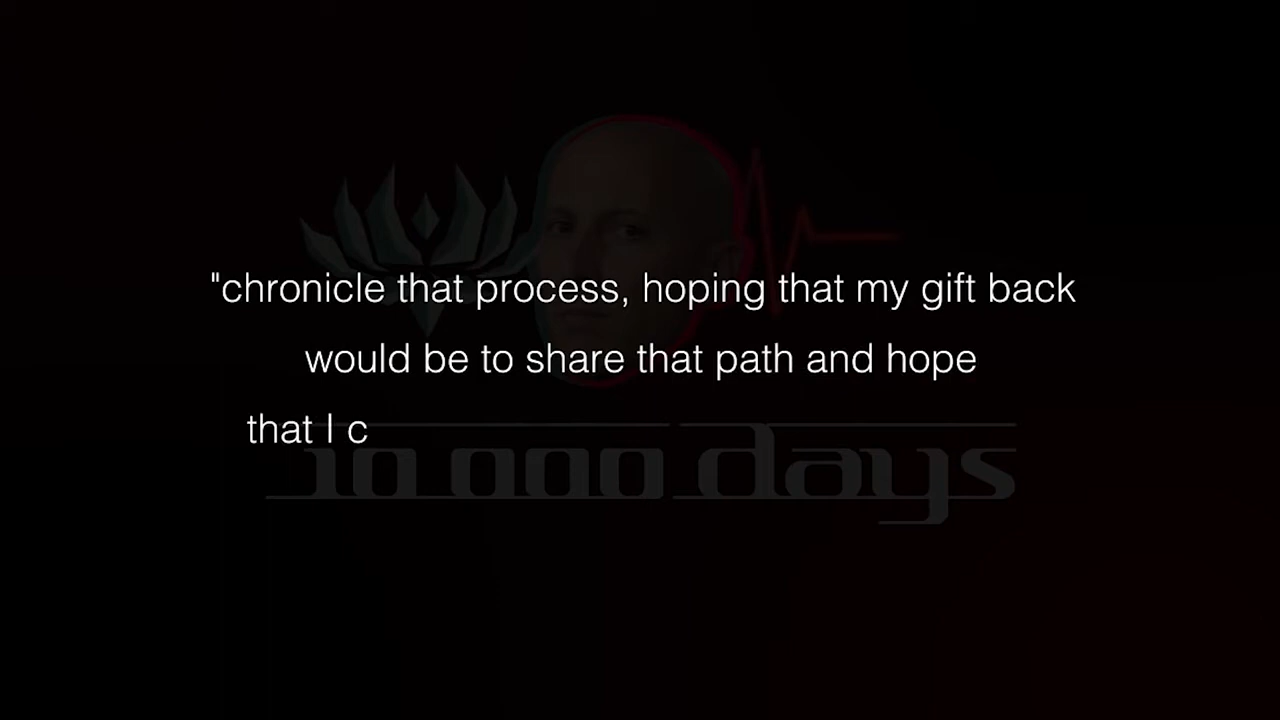 "chronicle that process, hoping that my gift back
would be to share that path and hope
that I c
10 000 days